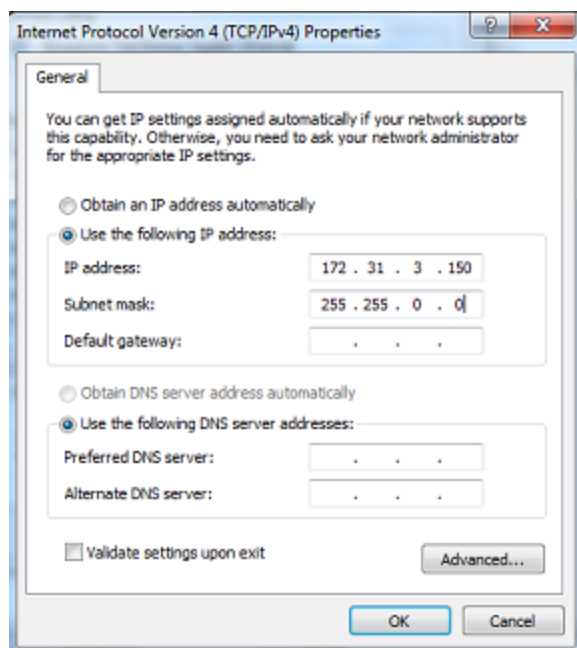 Internet Protocol Version 4 (TCP/IPv4) Properties
General
You can get IP settings assigned automatically if your network supports
this capability. Otherwise, you need to ask your network administrator
for the appropriate IP settings.
Obtain an IP address automatically
Use the following IP address:
IP address: 172 . 31 . 3 . 150
Subnet mask: 255 . 255 . 0 . 0
Default gateway: . . .
Obtain DNS server address automatically
Use the following DNS server addresses:
Preferred DNS server: . . .
Alternate DNS server: . . .
Validate settings upon exit
Advanced...
OK Cancel